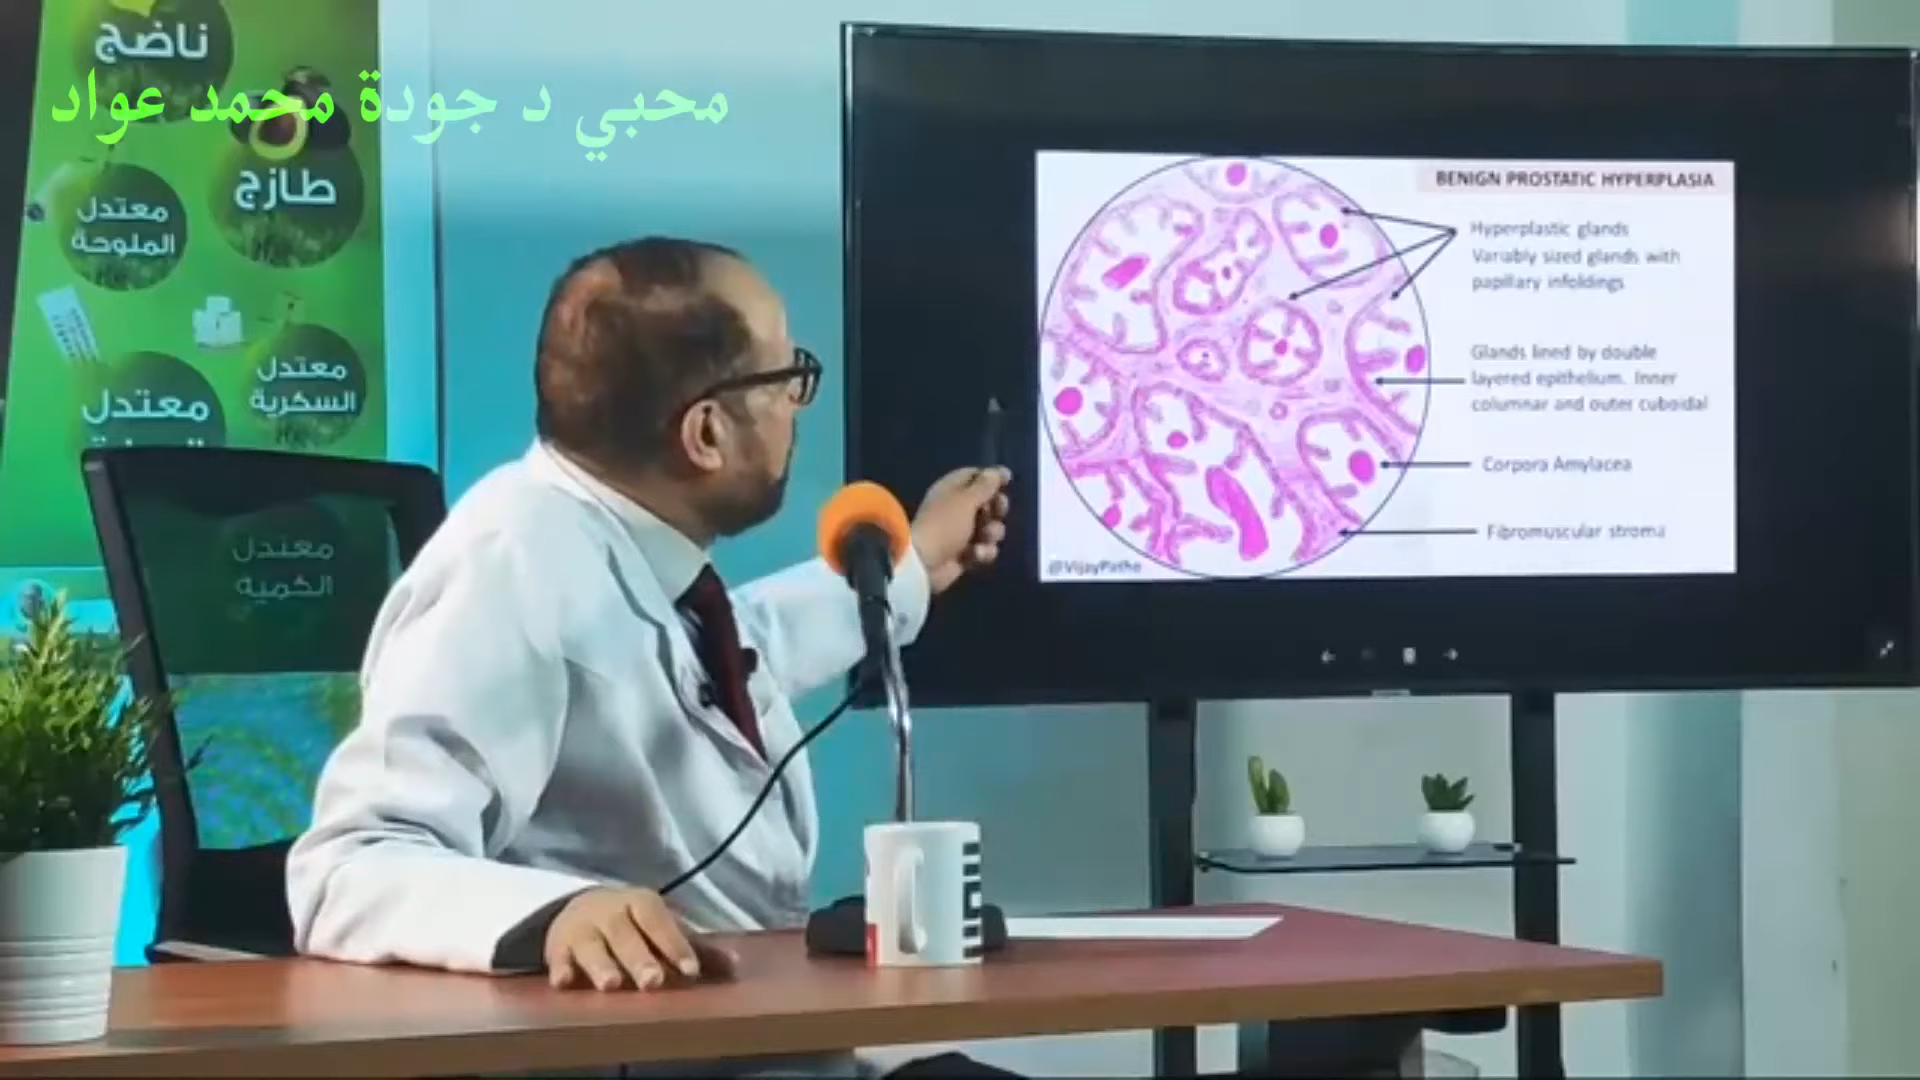 ناضج
محبي د جودة محمد عواد
طازج
معتدل
الملوحة
معتدل
السكرية
معتدل
معتدل
الكمية
BENIGN PROSTATIC HYPERPLASIA
Hyperplastic glands
Variably sized glands with
papillary infoldings
Glands lined by double
layered epithelium. Inner
columnar and outer cuboidal
Corpora Amylacea
Fibromuscular stroma
@VijayPatho